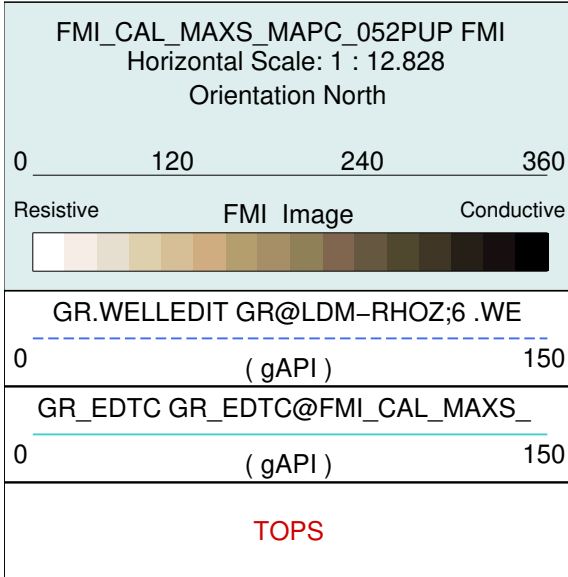 FMI_CAL_MAXS_MAPC_052PUP FMI
Horizontal Scale: 1 : 12.828
Orientation North
0 120 240 360
Resistive FMI Image Conductive
GR.WELLEDIT GR@LDM−RHOZ;6 .WE
0 ( gAPI ) 150
GR_EDTC GR_EDTC@FMI_CAL_MAXS_
0 ( gAPI ) 150
TOPS